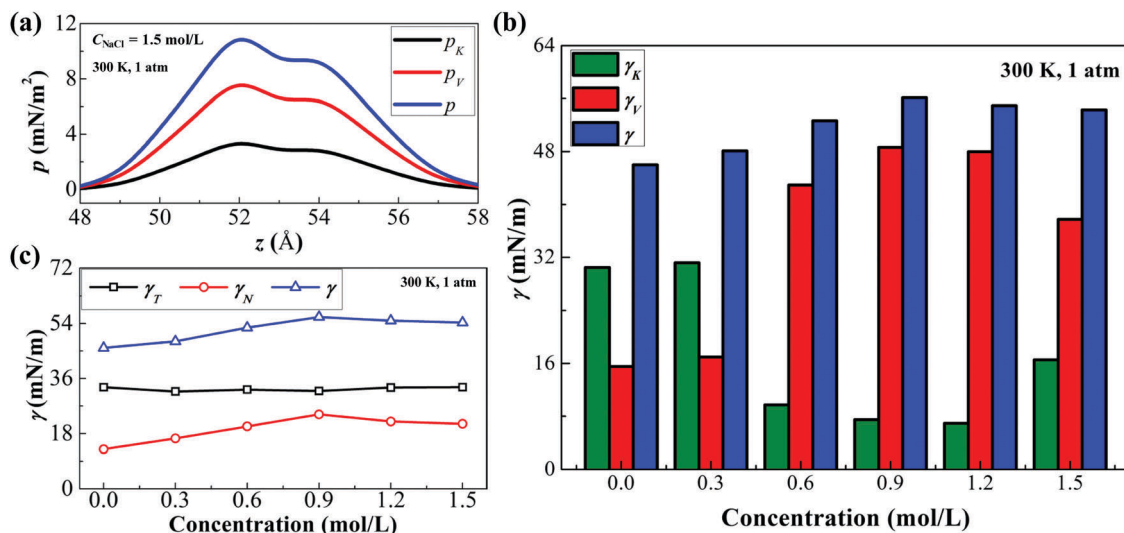 (a)
12
8
4
0
p (mN/m²)
C_NaCl = 1.5 mol/L
300 K, 1 atm
p_K
p_V
p
48 50 52 54 56 58
z (Å)
(c)
72
54
36
18
0
γ (mN/m)
γ_T γ_N γ
300 K, 1 atm
0.0 0.3 0.6 0.9 1.2 1.5
Concentration (mol/L)
(b)
64
48
32
16
0
γ (mN/m)
γ_K
γ_V
γ
300 K, 1 atm
0.0 0.3 0.6 0.9 1.2 1.5
Concentration (mol/L)